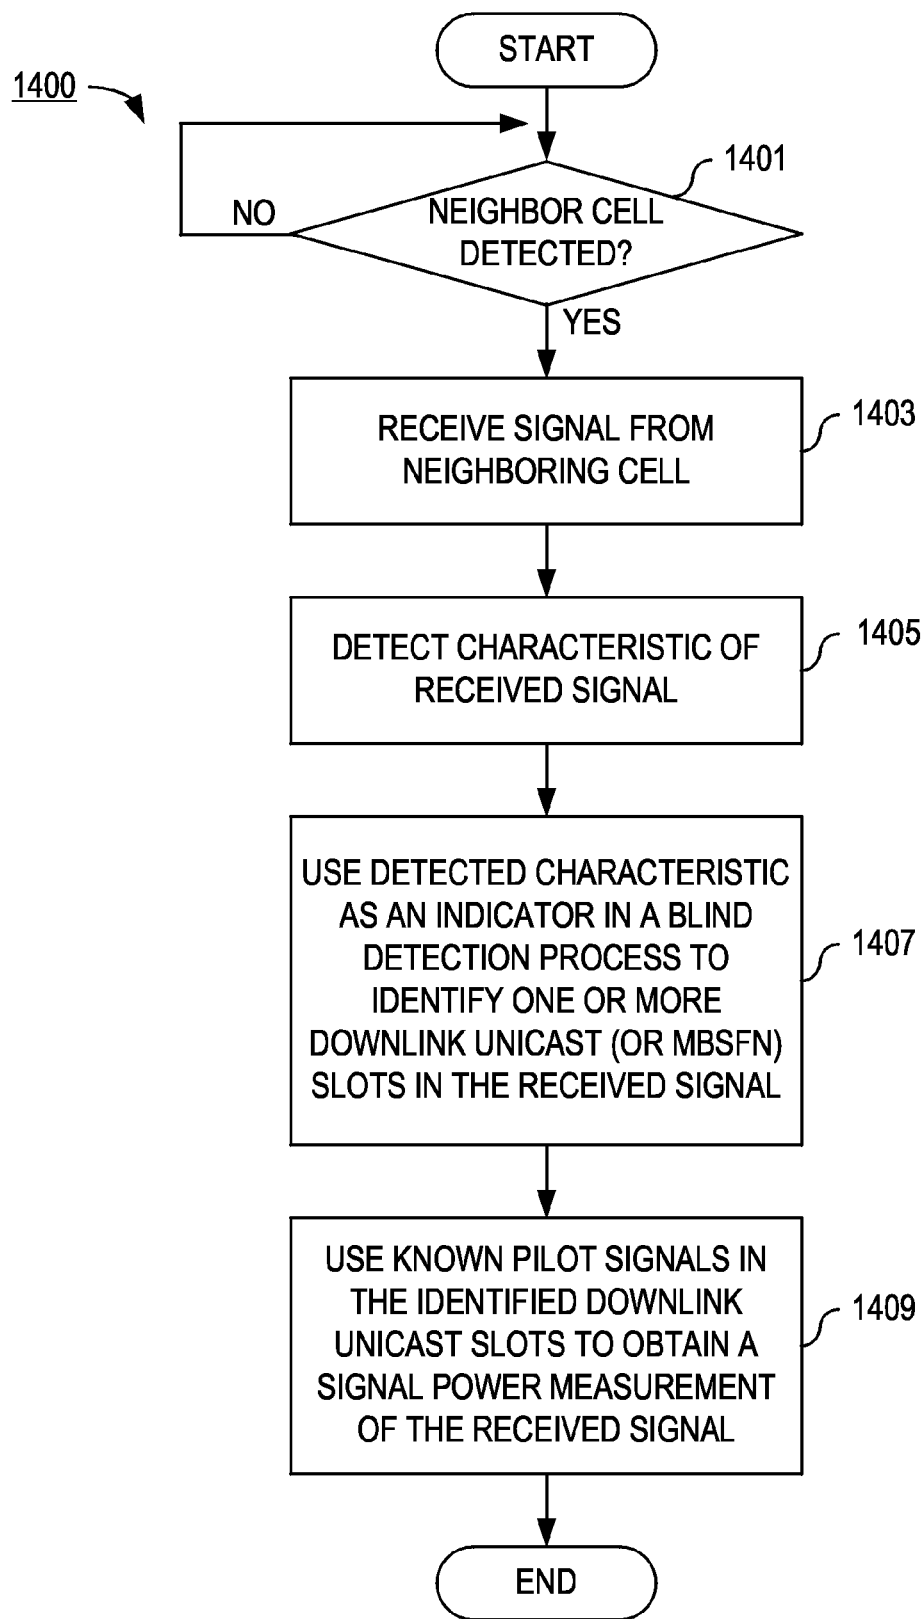 START
1400
1401
NEIGHBOR CELL
DETECTED?
NO
YES
RECEIVE SIGNAL FROM
NEIGHBORING CELL
1403
DETECT CHARACTERISTIC OF
RECEIVED SIGNAL
1405
USE DETECTED CHARACTERISTIC
AS AN INDICATOR IN A BLIND
DETECTION PROCESS TO
IDENTIFY ONE OR MORE
DOWNLINK UNICAST (OR MBSFN)
SLOTS IN THE RECEIVED SIGNAL
1407
USE KNOWN PILOT SIGNALS IN
THE IDENTIFIED DOWNLINK
UNICAST SLOTS TO OBTAIN A
SIGNAL POWER MEASUREMENT
OF THE RECEIVED SIGNAL
1409
END